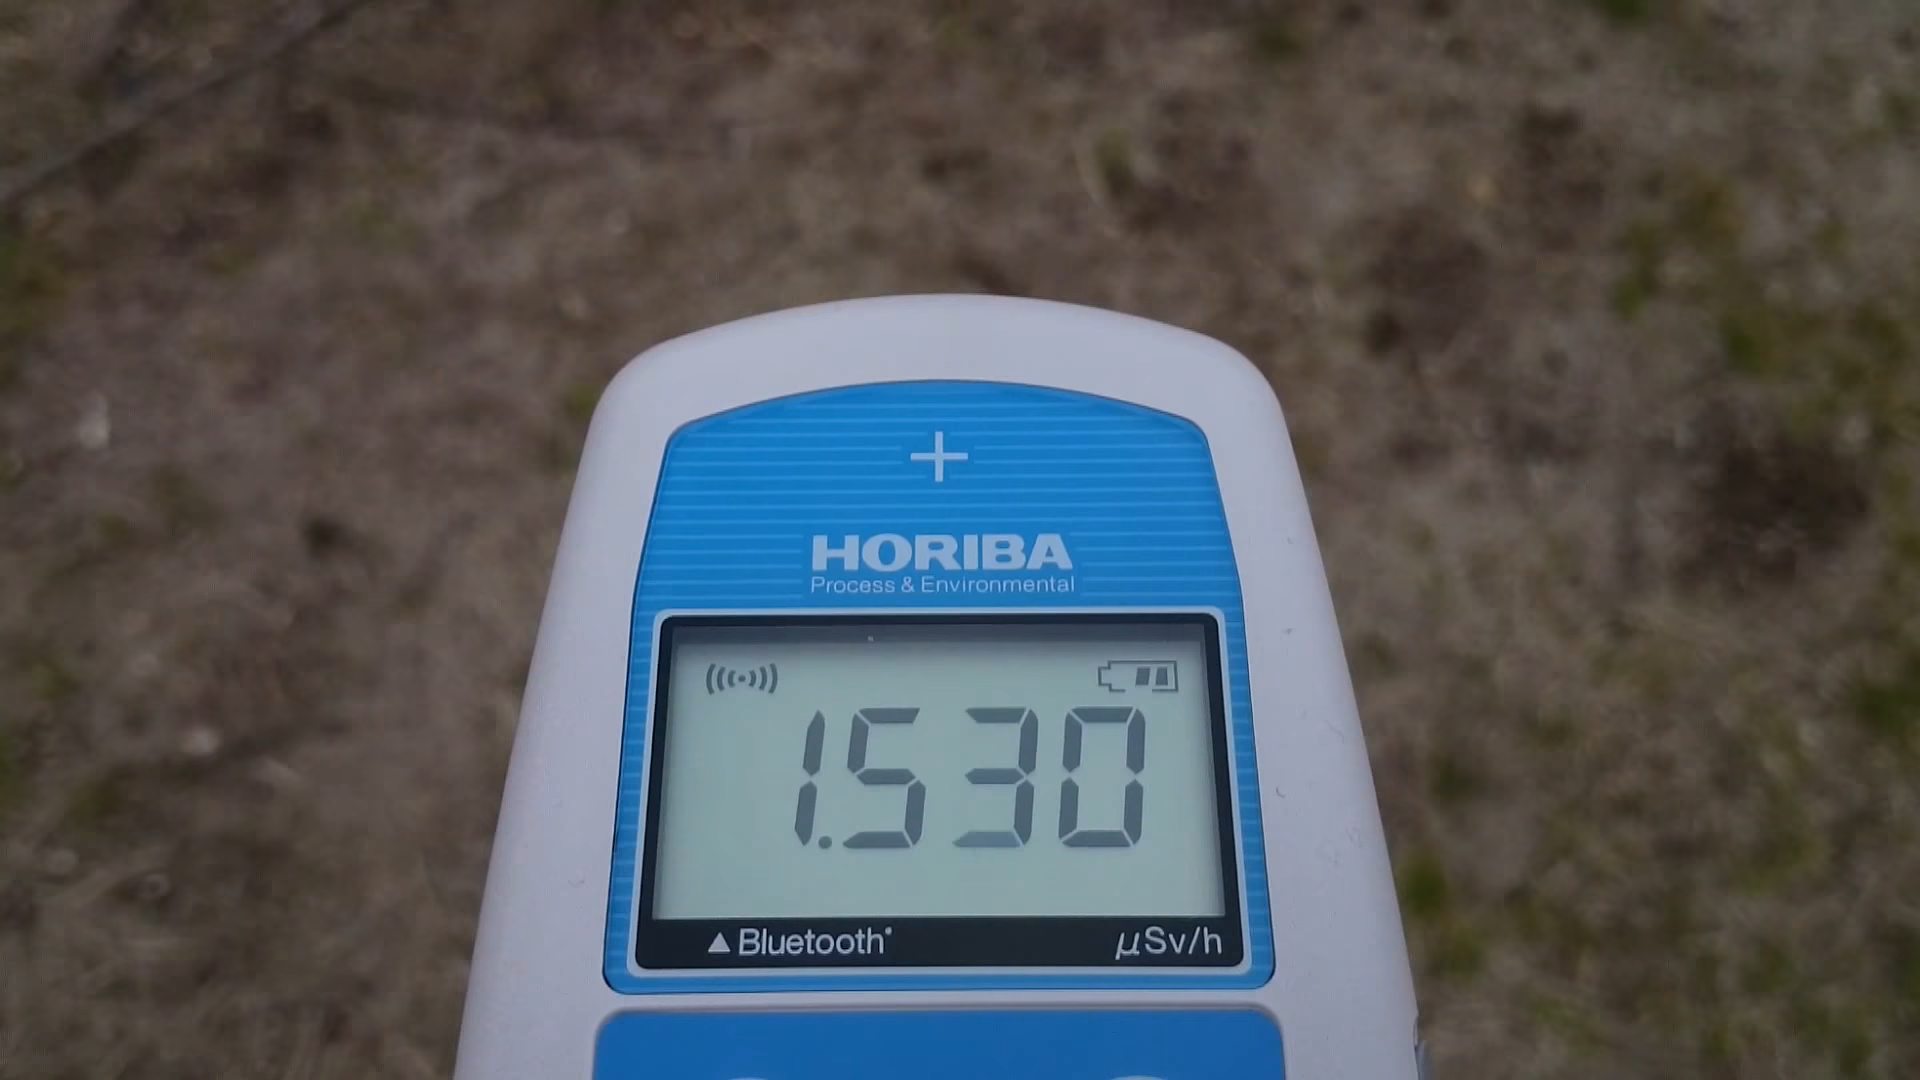 HORIBA
Process & Environmental
1.530
▲Bluetooth®
μSv/h